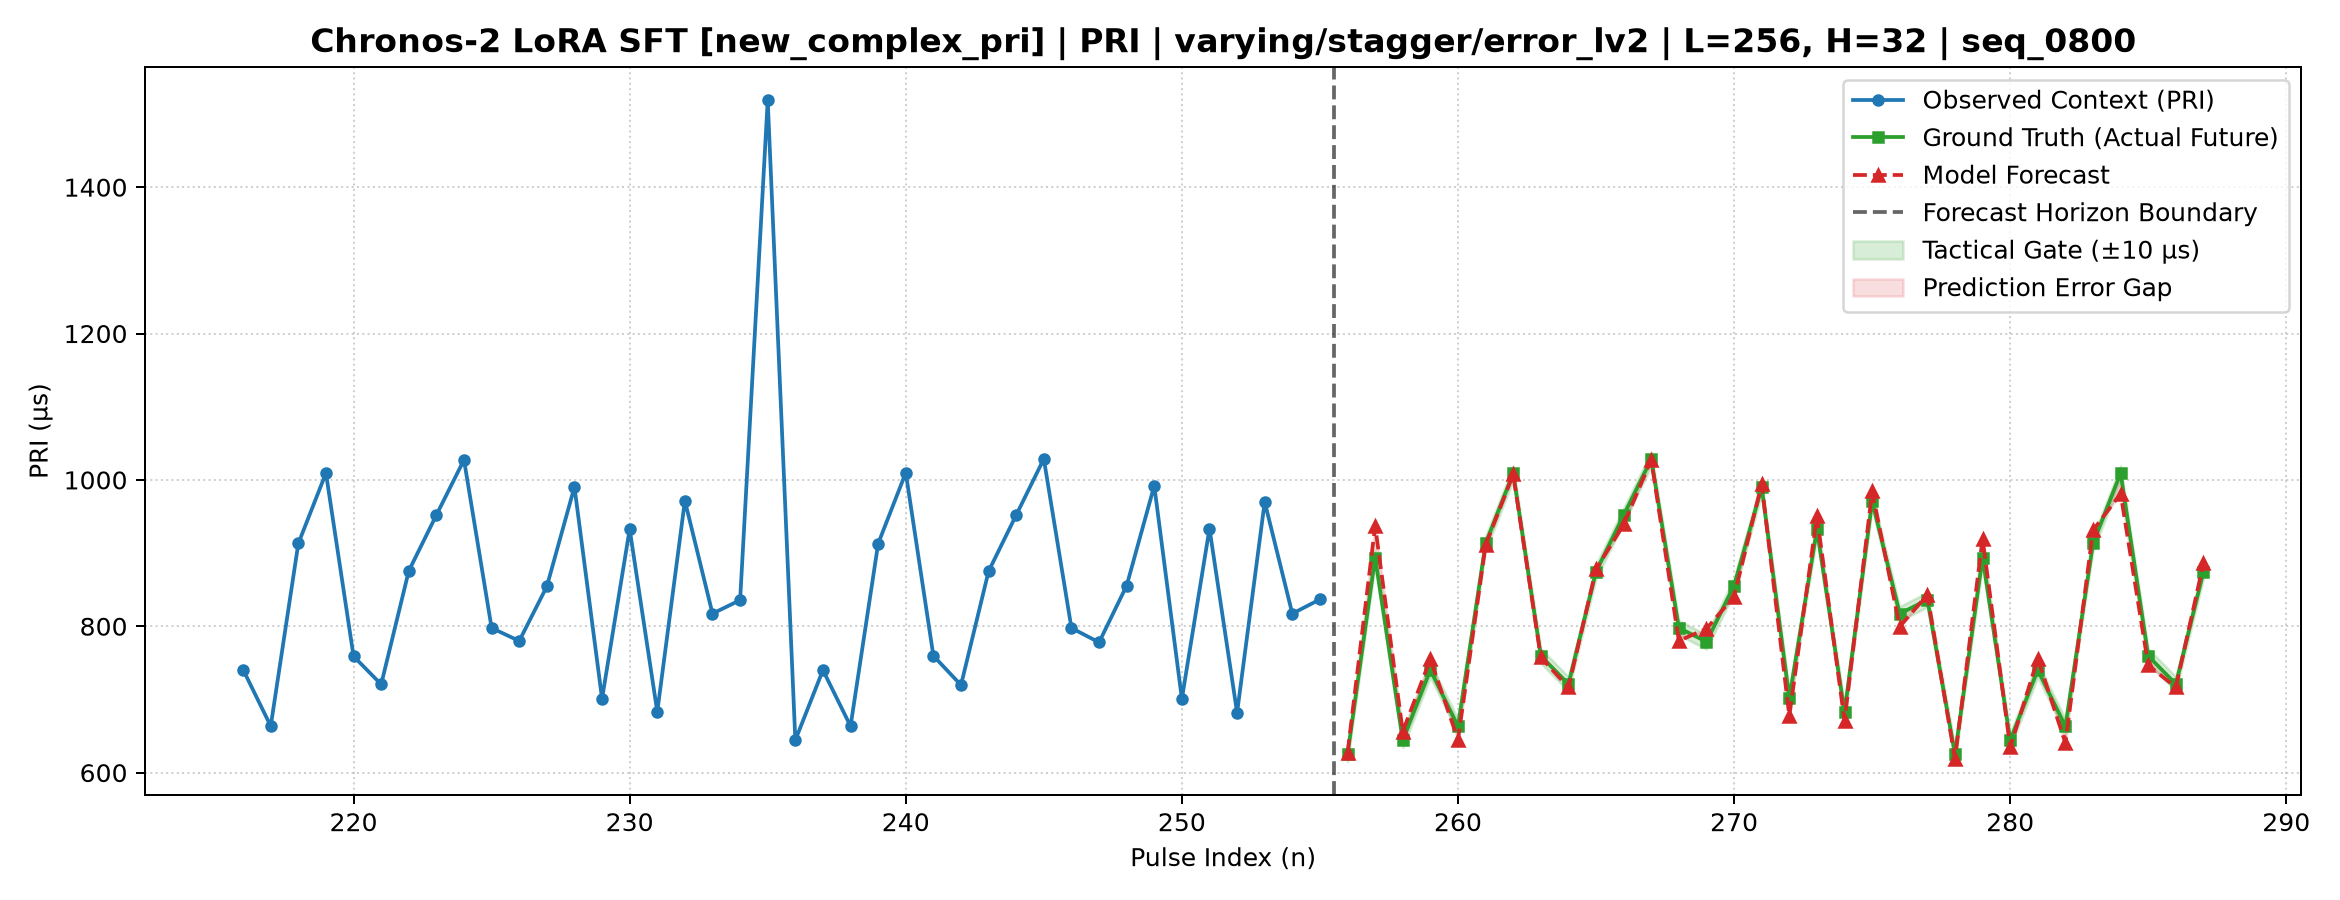 Chronos-2 LoRA SFT [new_complex_pri] | PRI | varying/stagger/error_lv2 | L=256, H=32 | seq_0800
Observed Context (PRI)
Ground Truth (Actual Future)
Model Forecast
Forecast Horizon Boundary
Tactical Gate (±10 µs)
Prediction Error Gap
PRI (µs)
1400
1200
1000
800
600
220 230 240 250 260 270 280 290
Pulse Index (n)